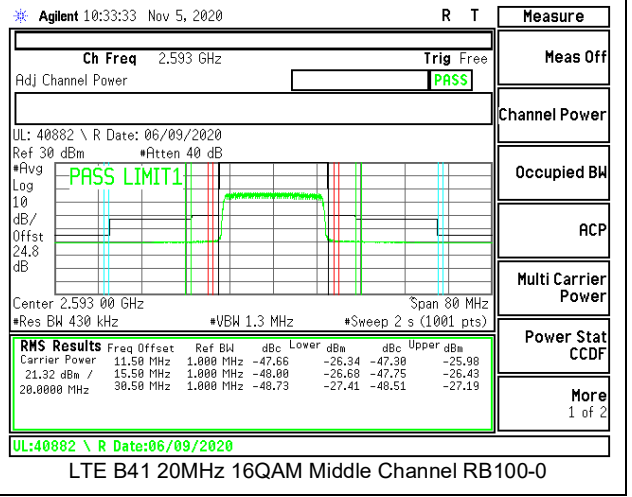 Agilent 10:33:33 Nov 5, 2020 R T
Measure
Ch Freq 2.593 GHz Trig Free
Meas Off
Adj Channel Power PASS
Channel Power
UL: 40882 \ R Date: 06/09/2020
Ref 30 dBm #Atten 40 dB
#Avg
Log
10
dB/
Offst
24.8
dB
PASS LIMIT1
Occupied BW
ACP
Multi Carrier
Power
Center 2.593 00 GHz Span 80 MHz
#Res BW 430 kHz #VBW 1.3 MHz #Sweep 2 s (1001 pts)
Power Stat
CCDF
RMS Results Freq Offset Ref BW dBc Lower dBm dBc Upper dBm
Carrier Power 11.50 MHz 1.000 MHz -47.66 -26.34 -47.30 -25.98
21.32 dBm / 15.50 MHz 1.000 MHz -48.00 -26.68 -47.75 -26.43
20.0000 MHz 30.50 MHz 1.000 MHz -48.73 -27.41 -48.51 -27.19
More
1 of 2
UL:40882 \ R Date:06/09/2020
LTE B41 20MHz 16QAM Middle Channel RB100-0